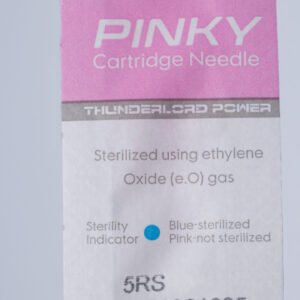 PINKY
Cartridge Needle
THUNDERLORD POWER
Sterilized using ethylene
Oxide (e.O) gas
Sterility Blue-sterilized
Indicator Pink-not sterilized
5RS